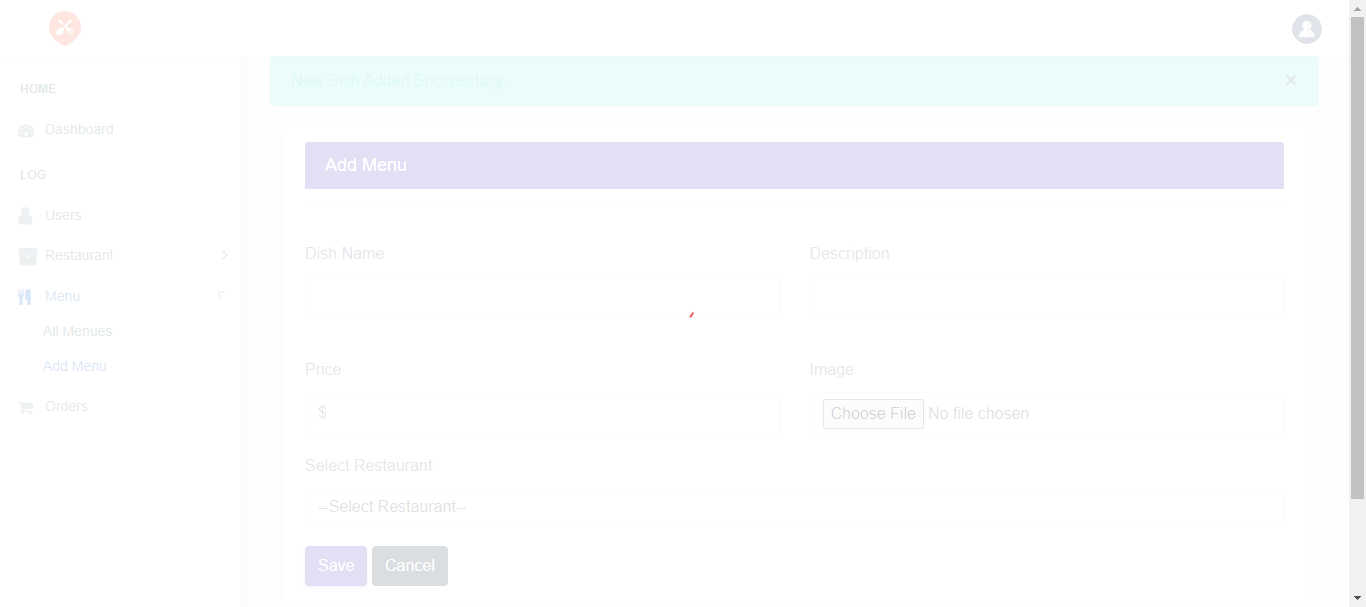 New Dish Added Successfully
×
HOME
Dashboard
LOG
Users
Restaurant
Menu
All Menues
Add Menu
Orders
Add Menu
Dish Name
Description
Price
Image
$
Choose File No file chosen
Select Restaurant
--Select Restaurant--
Save
Cancel